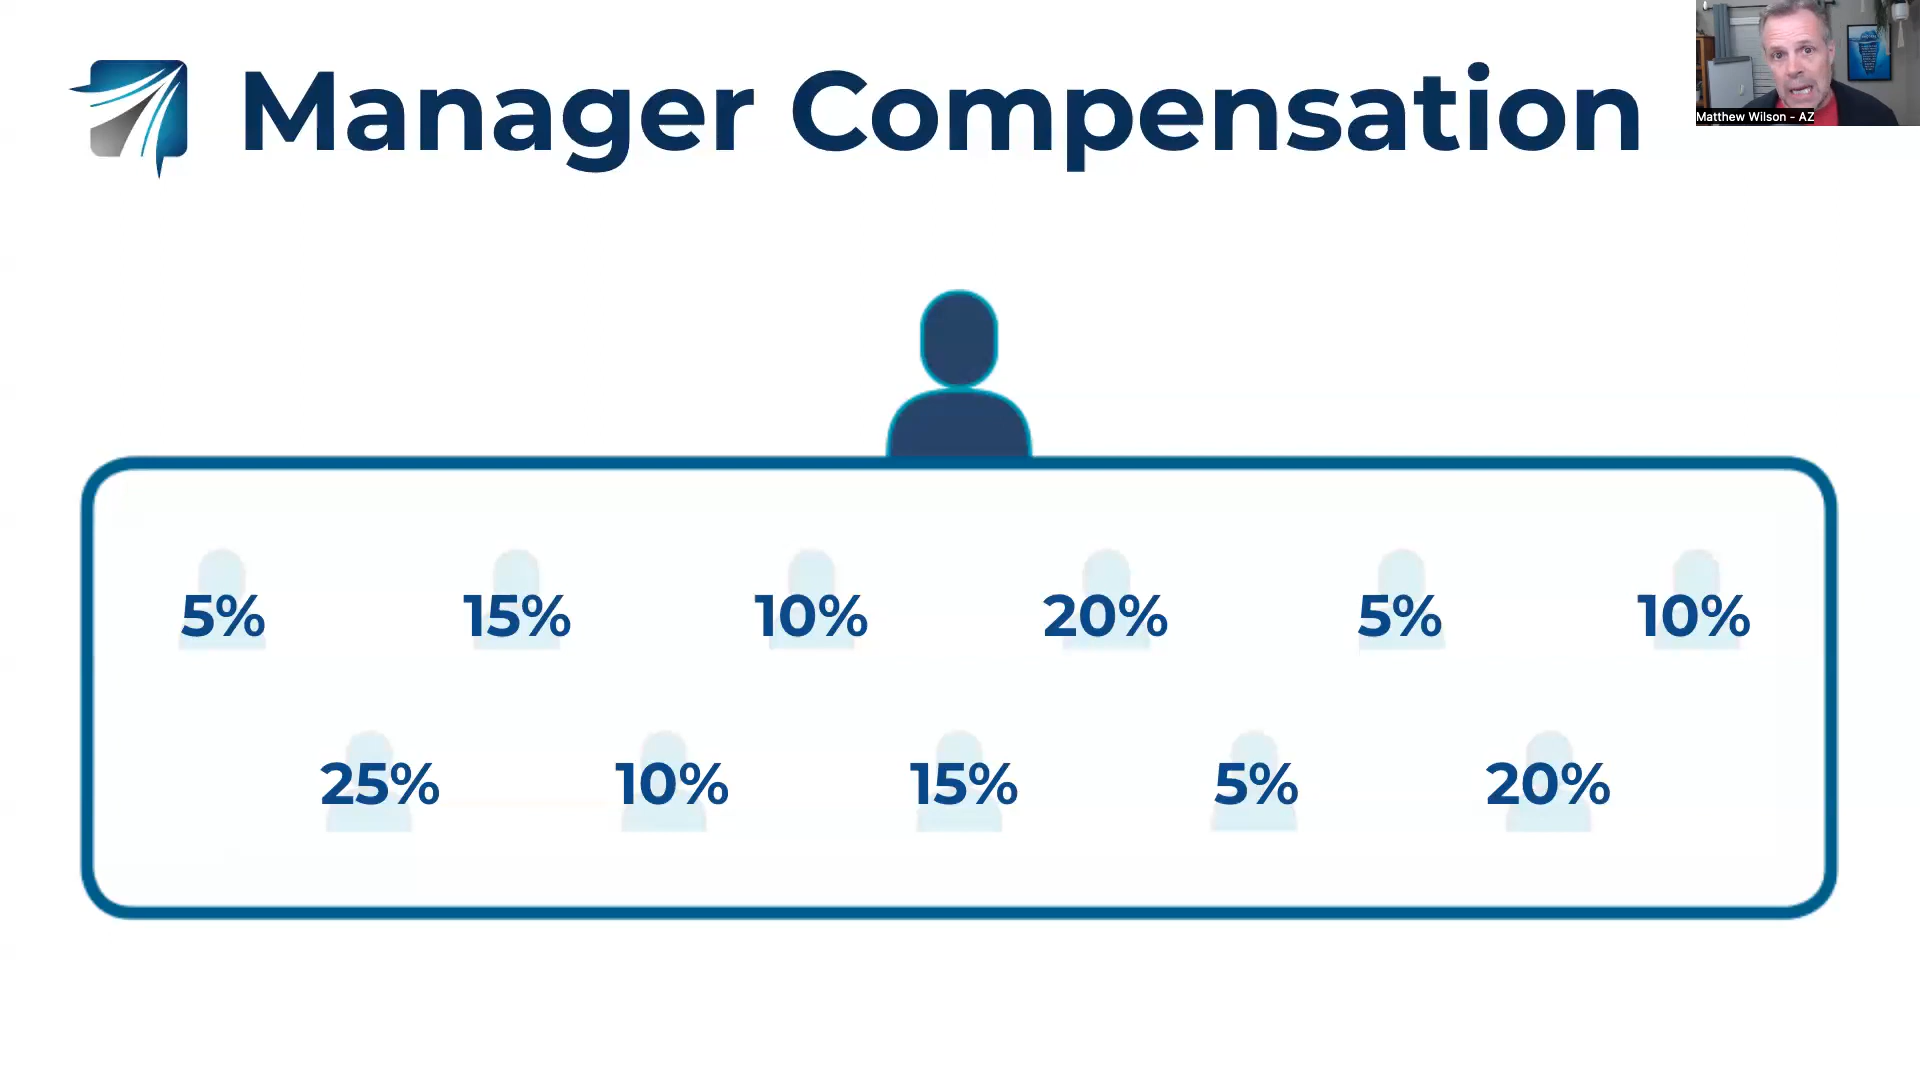 Manager Compensation
Matthew Wilson - AZ
5% 15% 10% 20% 5% 10%
25% 10% 15% 5% 20%